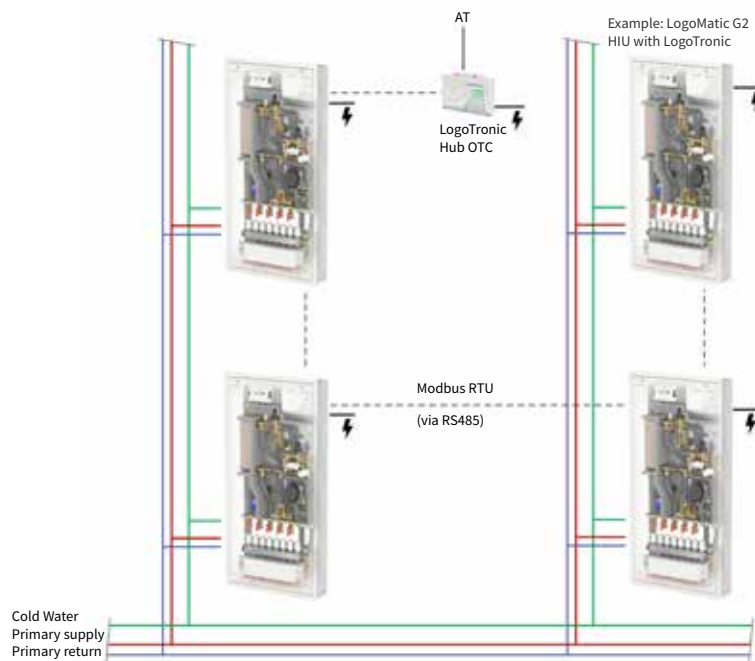 AT
Example: LogoMatic G2
HIU with LogoTronic
LogoTronic
Hub OTC
Modbus RTU
(via RS485)
Cold Water
Primary supply
Primary return